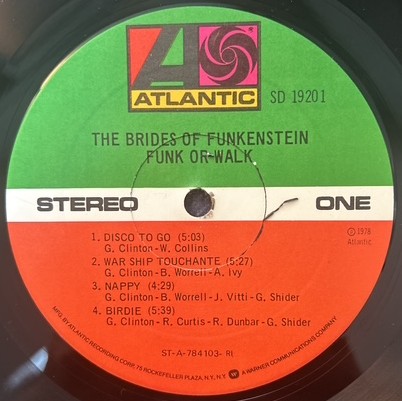 ATLANTIC
SD 19201
THE BRIDES OF FUNKENSTEIN
FUNK OR WALK
STEREO ONE
1. DISCO TO GO (5:03)
G. Clinton-W. Collins
℗ 1978
Atlantic
2. WAR SHIP TOUCHANTE (5:27)
G. Clinton-B. Worrell-A. Ivy
3. NAPPY (4:29)
G. Clinton-B. Worrell-J. Vitti-G. Shider
4. BIRDIE (5:39)
G. Clinton-R. Curtis-R. Dunbar-G. Shider
ST-A-784103- RI
MFG. BY ATLANTIC RECORDING CORP., 75 ROCKEFELLER PLAZA, N.Y., N.Y. W A WARNER COMMUNICATIONS COMPANY